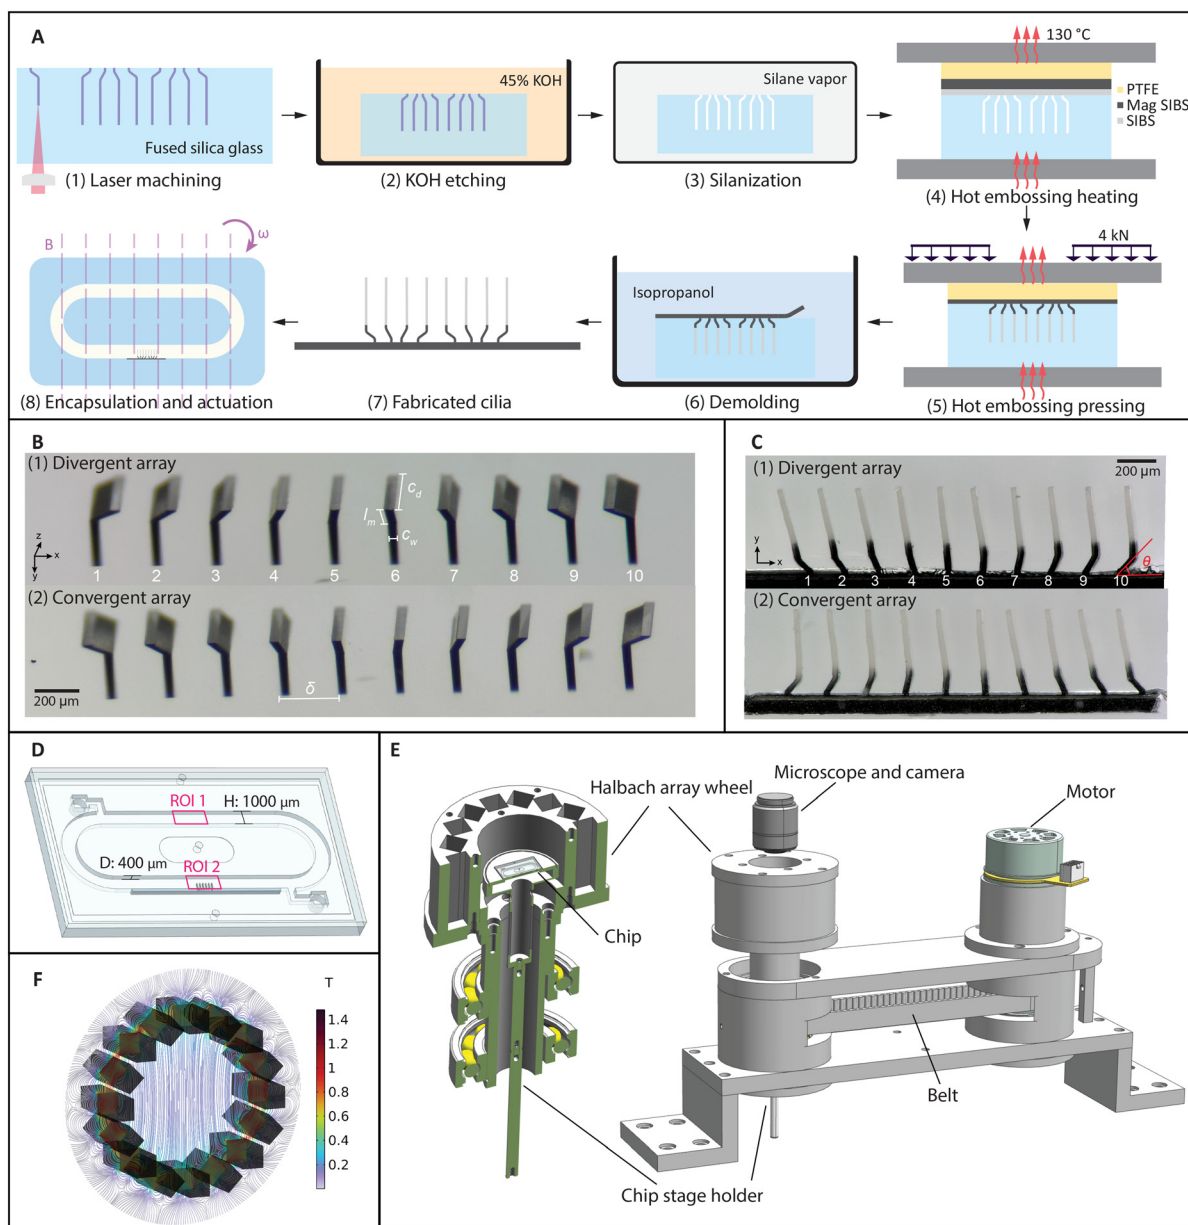 A
45% KOH
Silane vapor
130 °C
PTFE
Mag SIBS
SIBS
Fused silica glass
(1) Laser machining
(2) KOH etching
(3) Silanization
(4) Hot embossing heating
B
ω
Isopropanol
4 kN
(8) Encapsulation and actuation
(7) Fabricated cilia
(6) Demolding
(5) Hot embossing pressing
B
(1) Divergent array
c_d
l_m
c_w
z
x
y
1 2 3 4 5 6 7 8 9 10
(2) Convergent array
δ
200 µm
C
(1) Divergent array
200 µm
y
x
θ
1 2 3 4 5 6 7 8 9 10
(2) Convergent array
D
ROI 1
H: 1000 µm
D: 400 µm
ROI 2
E
Halbach array wheel
Microscope and camera
Motor
Chip
Belt
Chip stage holder
F
T
1.4
1.2
1
0.8
0.6
0.4
0.2